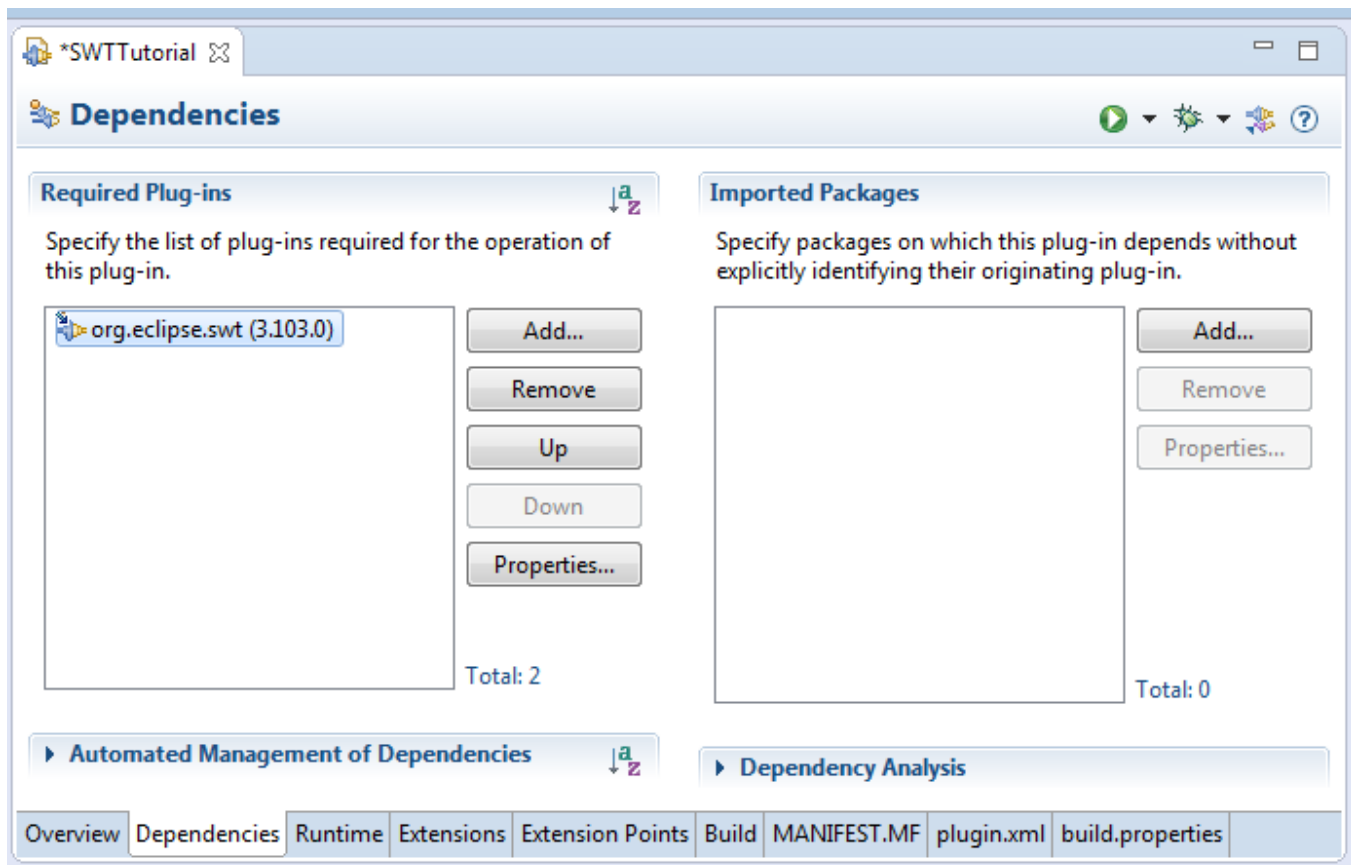 *SWTTutorial
Dependencies
Required Plug-ins
Specify the list of plug-ins required for the operation of
this plug-in.
org.eclipse.swt (3.103.0)
Add...
Remove
Up
Down
Properties...
Total: 2
Imported Packages
Specify packages on which this plug-in depends without
explicitly identifying their originating plug-in.
Add...
Remove
Properties...
Total: 0
Automated Management of Dependencies
Dependency Analysis
Overview Dependencies Runtime Extensions Extension Points Build MANIFEST.MF plugin.xml build.properties